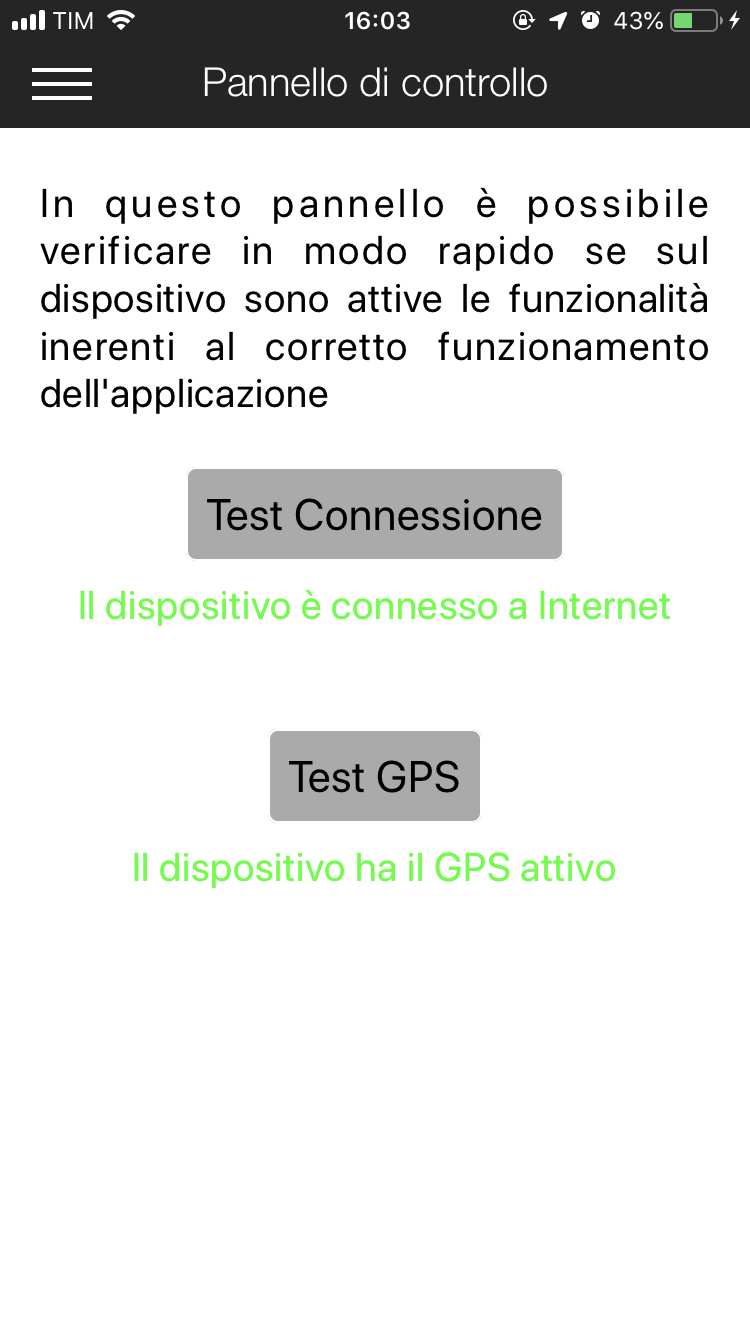 TIM 16:03 43%
Pannello di controllo
In questo pannello è possibile
verificare in modo rapido se sul
dispositivo sono attive le funzionalità
inerenti al corretto funzionamento
dell'applicazione
Test Connessione
Il dispositivo è connesso a Internet
Test GPS
Il dispositivo ha il GPS attivo